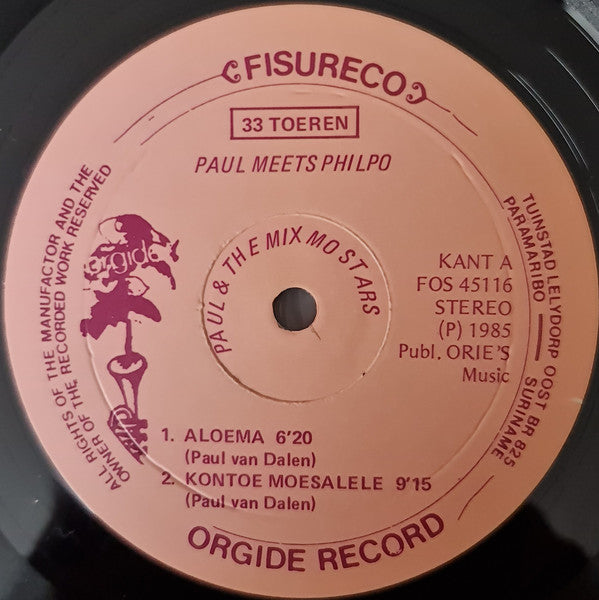 FISURECO
33 TOEREN
PAUL MEETS PHILPO
PAUL & THE MIX MO STARS
KANT A
FOS 45116
STEREO
(P) 1985
Publ. ORIE'S
Music
1. ALOEMA 6'20
(Paul van Dalen)
2. KONTOE MOESALELE 9'15
(Paul van Dalen)
ORGIDE RECORD
ALL RIGHTS OF THE MANUFACTOR AND THE
OWNER OF THE RECORDED WORK RESERVED
orgide
TUINSTAD LELYDORP OOST BR 825
PARAMARIBO — SURINAME